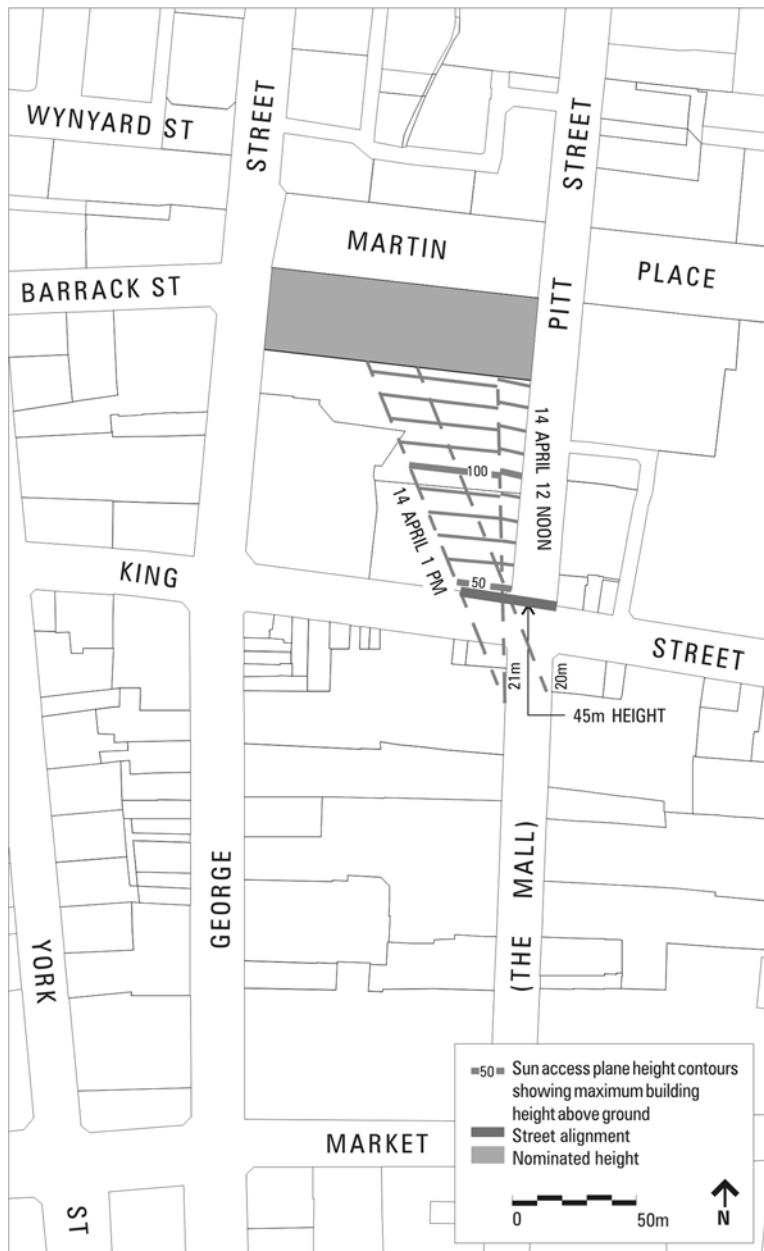 WYNYARD ST
STREET
STREET
MARTIN
PLACE
BARRACK ST
PITT
14 APRIL 12 NOON
100
14 APRIL 1 PM
KING
50
STREET
21m
20m
45m HEIGHT
GEORGE
(THE MALL)
YORK
ST
MARKET
50 Sun access plane height contours
showing maximum building
height above ground
Street alignment
Nominated height
0 50m
N